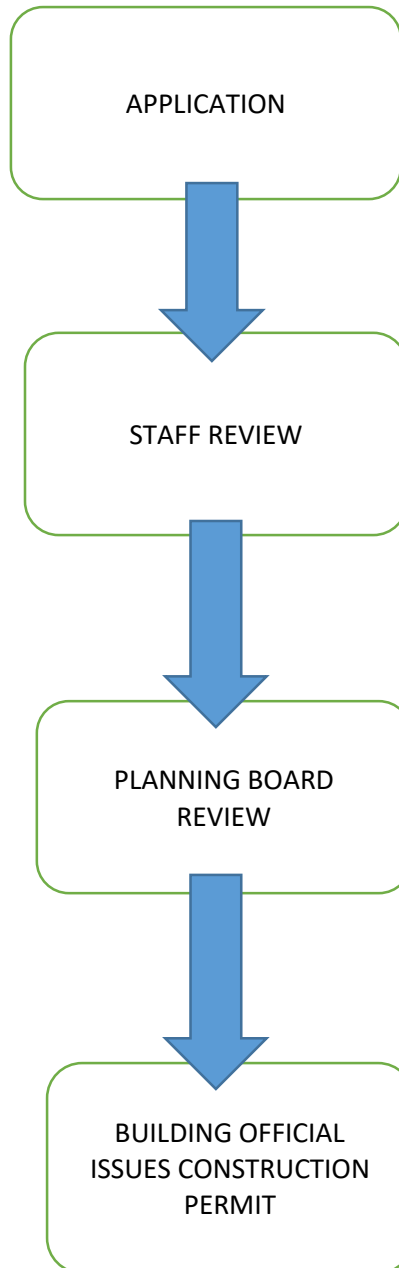 APPLICATION
STAFF REVIEW
PLANNING BOARD
REVIEW
BUILDING OFFICIAL
ISSUES CONSTRUCTION
PERMIT